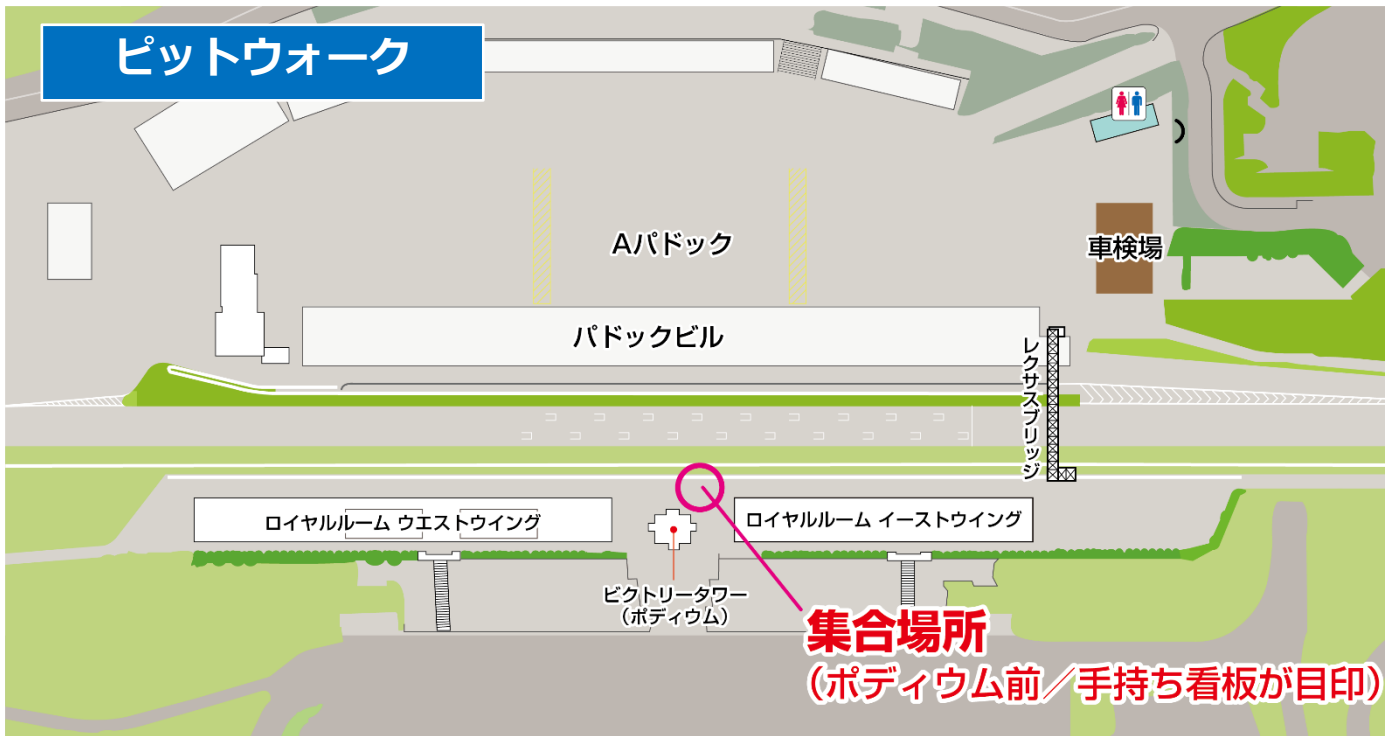 ピットウォーク
Aパドック
車検場
パドックビル
レクサスブリッジ
ロイヤルルーム ウエストウイング
ロイヤルルーム イーストウイング
ビクトリータワー
（ポディウム）
集合場所
（ポディウム前／手持ち看板が目印）